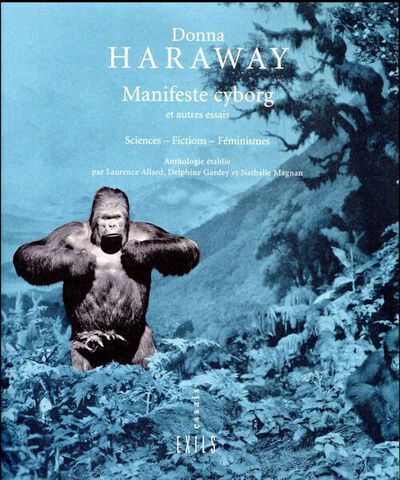 Donna
HARAWAY
Manifeste cyborg
et autres essais
Sciences – Fictions – Féminismes
Anthologie établie
par Laurence Allard, Delphine Gardey et Nathalie Magnan
essais
EXILS